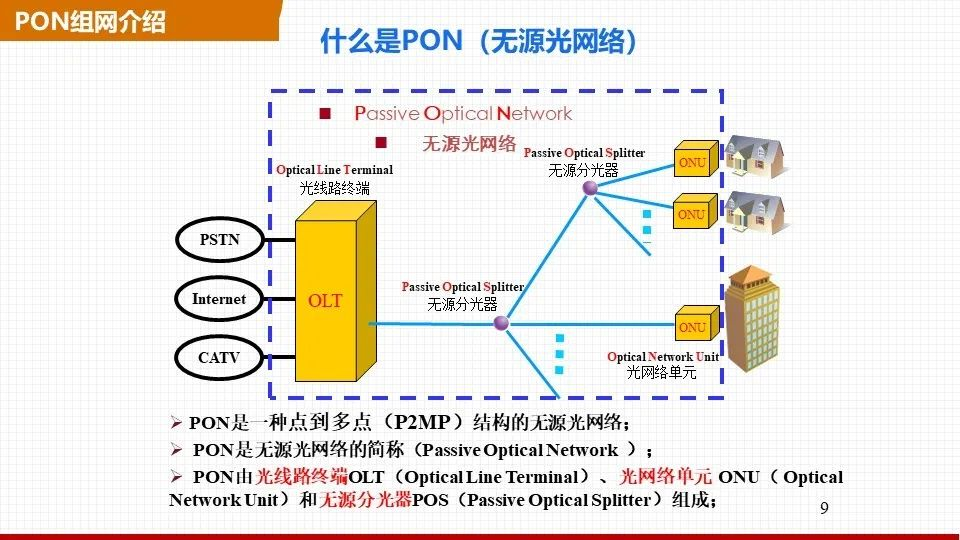 PON组网介绍
什么是PON（无源光网络）
Passive Optical Network
无源光网络
Passive Optical Splitter
无源分光器
ONU
Optical Line Terminal
光线路终端
ONU
PSTN
Internet
OLT
Passive Optical Splitter
无源分光器
ONU
CATV
Optical Network Unit
光网络单元
PON是一种点到多点（P2MP）结构的无源光网络；
PON是无源光网络的简称（Passive Optical Network ）；
PON由光线路终端OLT（Optical Line Terminal）、光网络单元 ONU（ Optical
Network Unit）和无源分光器POS（Passive Optical Splitter）组成；
9